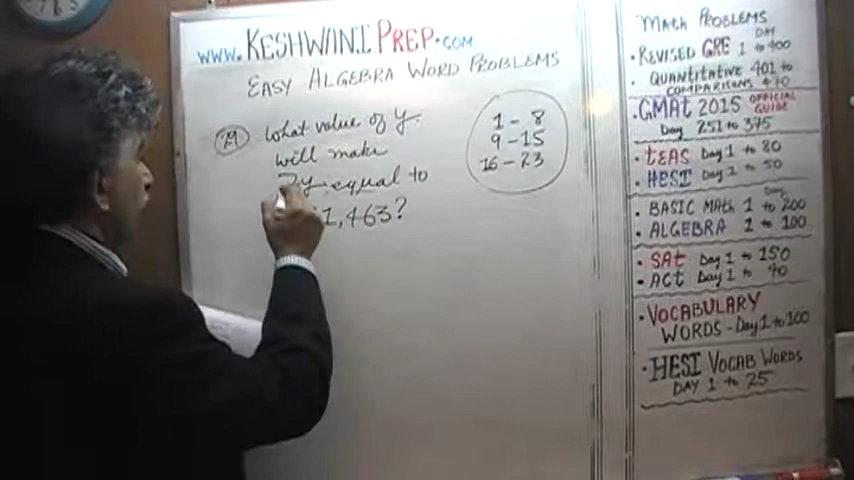 www.KESHWANI PREP.COM
EASY ALGEBRA WORD PROBLEMS
What value of y
will make
7y equal to
1,463?
1 - 8
9 - 15
16 - 23
MATH PROBLEMS
• REVISED GRE DAY 1 to 400
• QUANTITATIVE 401 to
COMPARISONS
• GMAT 2015 OFFICIAL GUIDE
Day 251 to 375
• TEAS Day 1 to 80
• HESI Day 1 to 50
• BASIC MATH Day 1 to 200
• ALGEBRA 1 to 100
• SAT Day 1 to 150
• ACT Day 1 to 40
• VOCABULARY
WORDS - Day 1 to 100
• HESI VOCAB WORDS
DAY 1 to 25